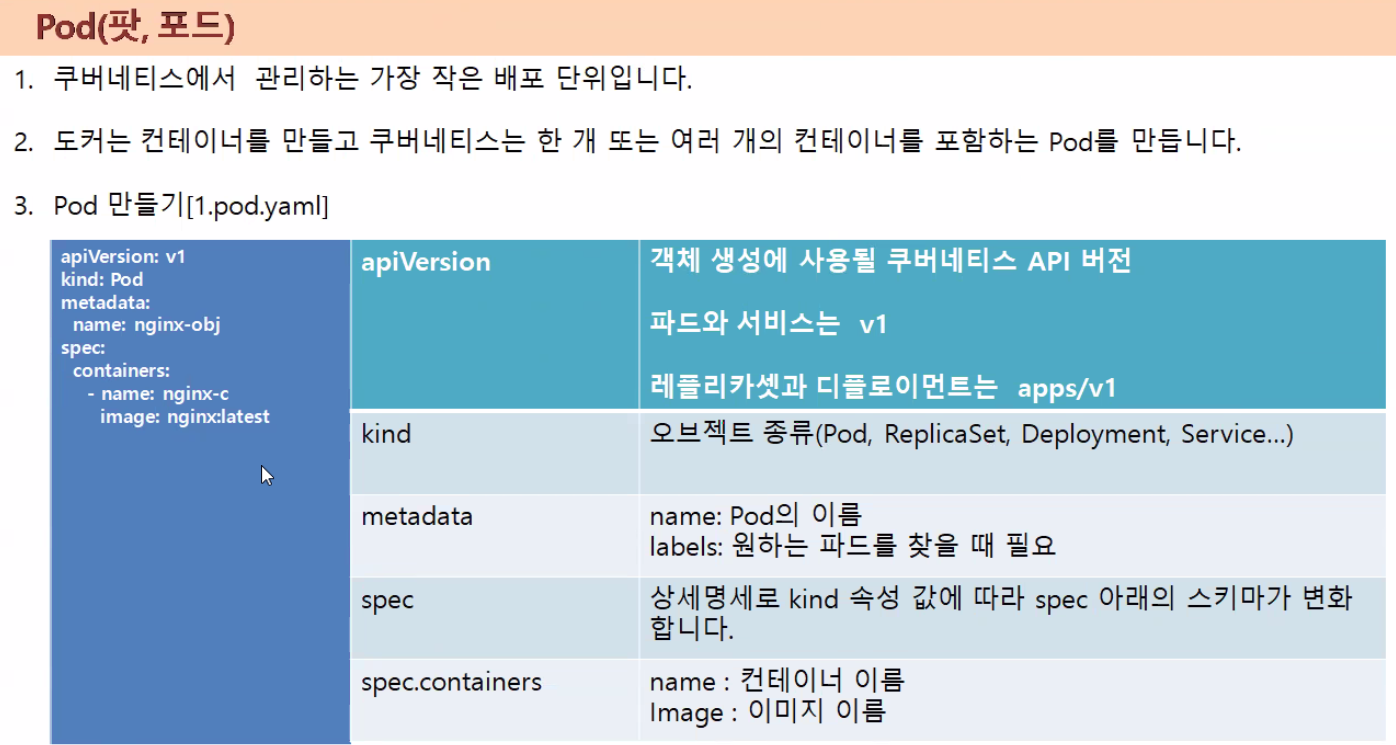 Pod(팟, 포드)
1. 쿠버네티스에서 관리하는 가장 작은 배포 단위입니다.
2. 도커는 컨테이너를 만들고 쿠버네티스는 한 개 또는 여러 개의 컨테이너를 포함하는 Pod를 만듭니다.
3. Pod 만들기[1.pod.yaml]
apiVersion: v1
kind: Pod
metadata:
  name: nginx-obj
spec:
  containers:
    - name: nginx-c
      image: nginx:latest
apiVersion
객체 생성에 사용될 쿠버네티스 API 버전
파드와 서비스는 v1
레플리카셋과 디플로이먼트는 apps/v1
kind
오브젝트 종류(Pod, ReplicaSet, Deployment, Service...)
metadata
name: Pod의 이름
labels: 원하는 파드를 찾을 때 필요
spec
상세명세로 kind 속성 값에 따라 spec 아래의 스키마가 변화
합니다.
spec.containers
name : 컨테이너 이름
Image : 이미지 이름